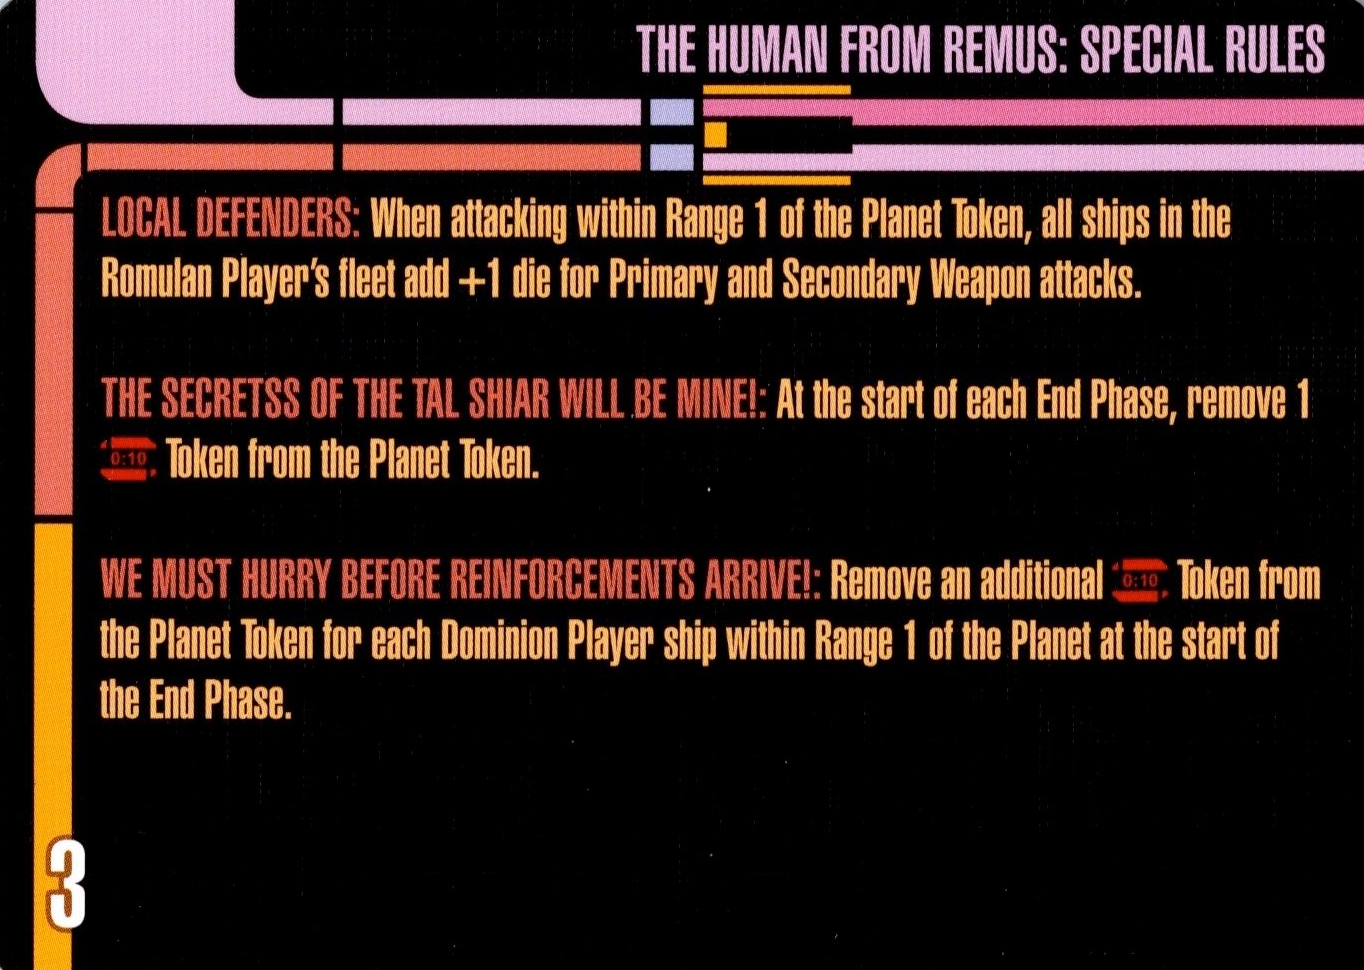 THE HUMAN FROM REMUS: SPECIAL RULES
LOCAL DEFENDERS: When attacking within Range 1 of the Planet Token, all ships in the
Romulan Player's fleet add +1 die for Primary and Secondary Weapon attacks.
THE SECRETSS OF THE TAL SHIAR WILL BE MINE!: At the start of each End Phase, remove 1
0:10 Token from the Planet Token.
WE MUST HURRY BEFORE REINFORCEMENTS ARRIVE!: Remove an additional 0:10 Token from
the Planet Token for each Dominion Player ship within Range 1 of the Planet at the start of
the End Phase.
3